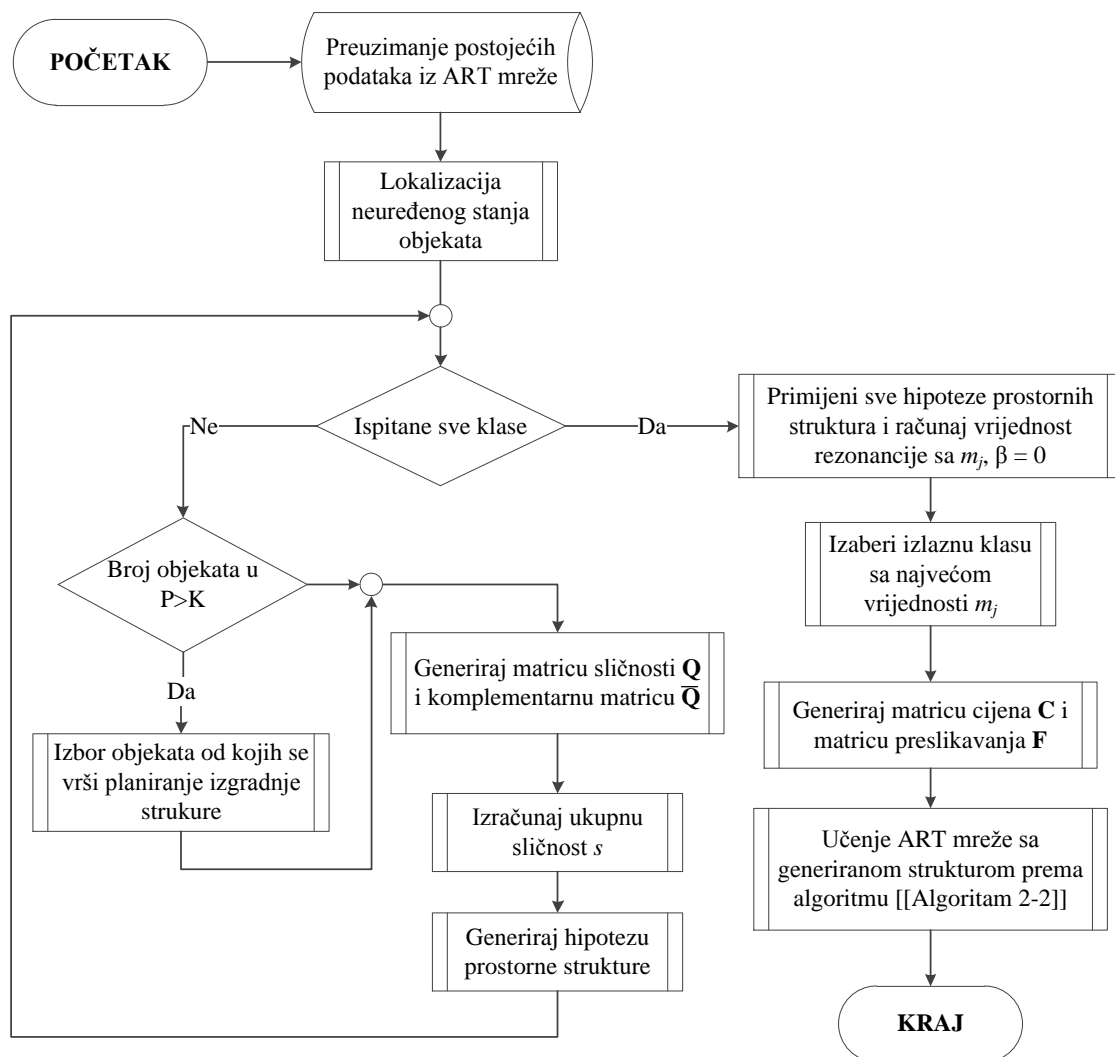 POČETAK
Preuzimanje postojećih
podataka iz ART mreže
Lokalizacija
neuređenog stanja
objekata
Ispitane sve klase
Ne
Da
Broj objekata u
P>K
Da
Izbor objekata od kojih se
vrši planiranje izgradnje
strukure
Generiraj matricu sličnosti Q
i komplementarnu matricu Q̅
Izračunaj ukupnu
sličnost s
Generiraj hipotezu
prostorne strukture
Primijeni sve hipoteze prostornih
struktura i računaj vrijednost
rezonancije sa mⱼ, β = 0
Izaberi izlaznu klasu
sa najvećom
vrijednosti mⱼ
Generiraj matricu cijena C i
matricu preslikavanja F
Učenje ART mreže sa
generiranom strukturom prema
algoritmu [[Algoritam 2-2]]
KRAJ